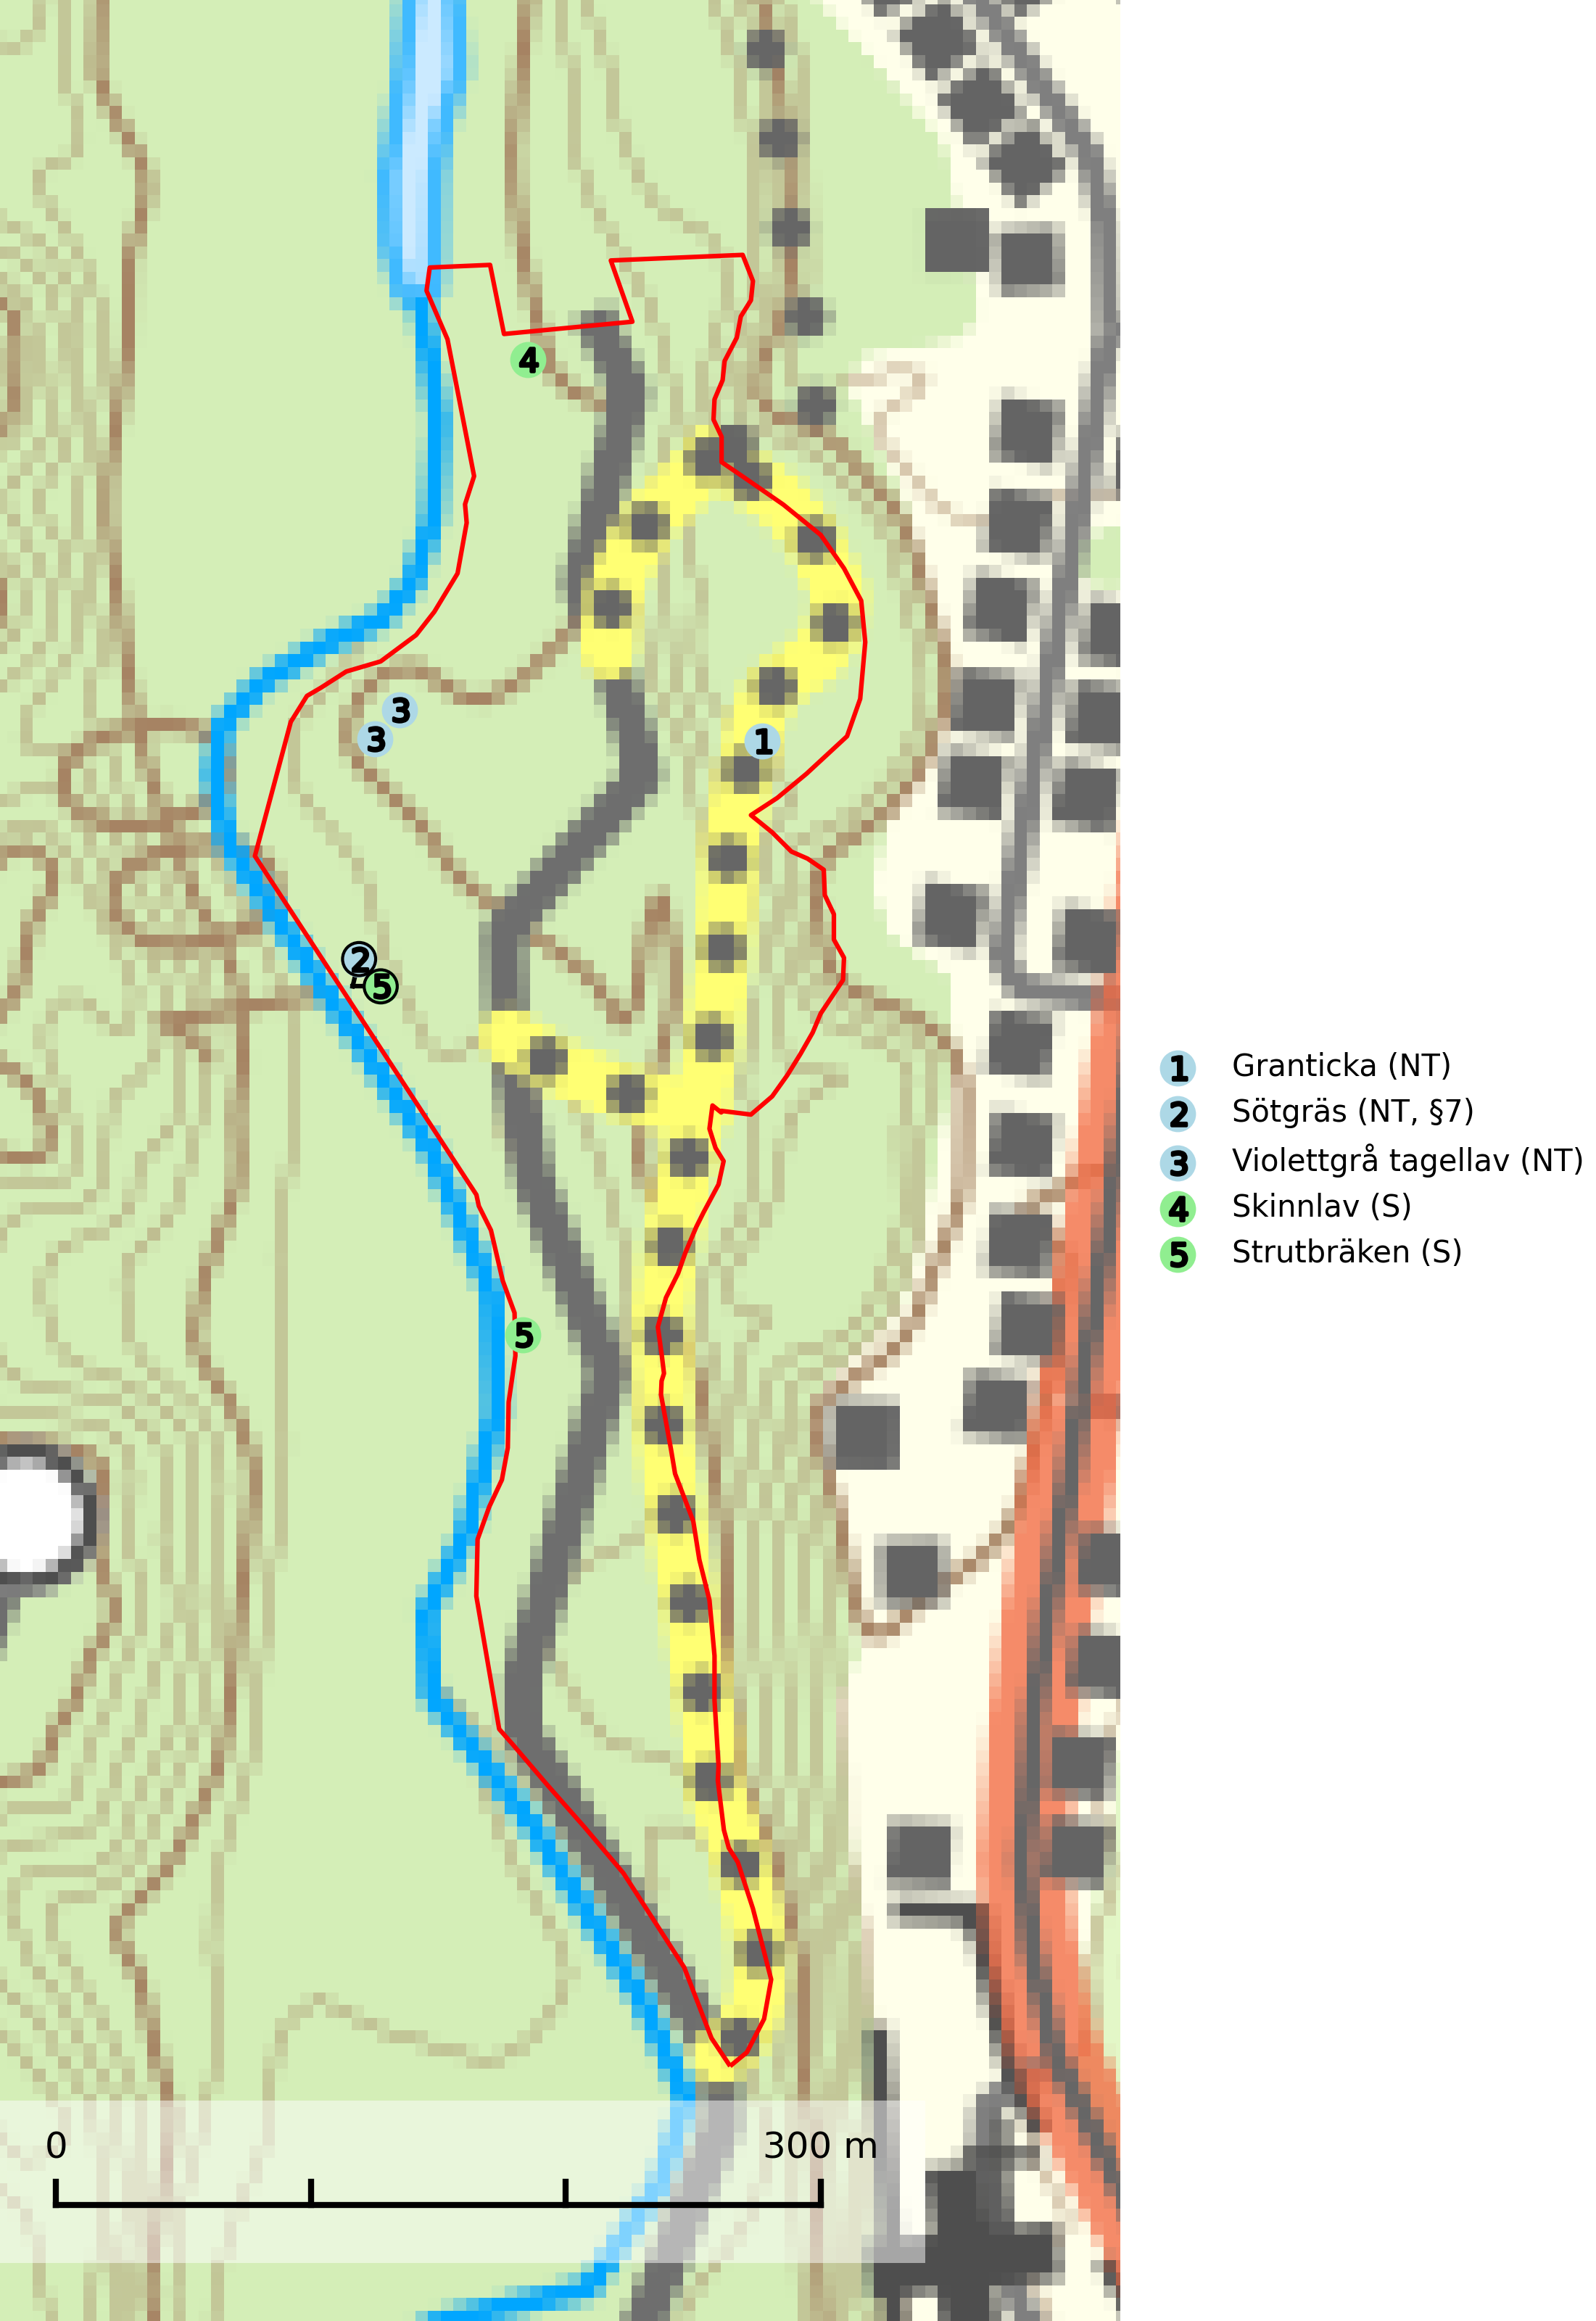 4
3
3
1
2
5
5
1 Granticka (NT)
2 Sötgräs (NT, §7)
3 Violettgrå tagellav (NT)
4 Skinnlav (S)
5 Strutbräken (S)
0 300 m